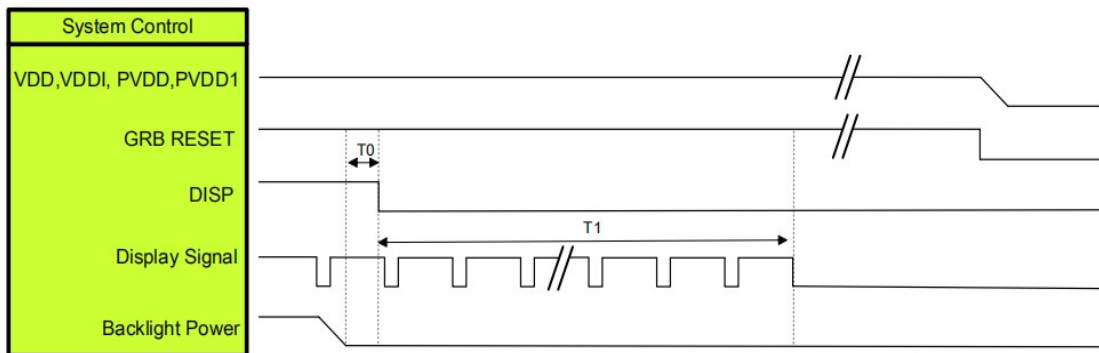 System Control
VDD,VDDI, PVDD,PVDD1
GRB RESET
T0
DISP
T1
Display Signal
Backlight Power